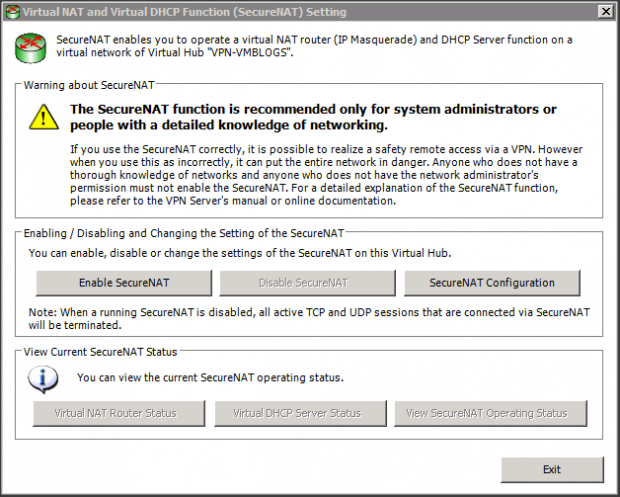 Virtual NAT and Virtual DHCP Function (SecureNAT) Setting
SecureNAT enables you to operate a virtual NAT router (IP Masquerade) and DHCP Server function on a
virtual network of Virtual Hub "VPN-VMBLOGS".
Warning about SecureNAT
The SecureNAT function is recommended only for system administrators or
people with a detailed knowledge of networking.
If you use the SecureNAT correctly, it is possible to realize a safety remote access via a VPN. However
when you use this as incorrectly, it can put the entire network in danger. Anyone who does not have a
thorough knowledge of networks and anyone who does not have the network administrator's
permission must not enable the SecureNAT. For a detailed explanation of the SecureNAT function,
please refer to the VPN Server's manual or online documentation.
Enabling / Disabling and Changing the Setting of the SecureNAT
You can enable, disable or change the settings of the SecureNAT on this Virtual Hub.
Enable SecureNAT
Disable SecureNAT
SecureNAT Configuration
Note: When a running SecureNAT is disabled, all active TCP and UDP sessions that are connected via SecureNAT
will be terminated.
View Current SecureNAT Status
You can view the current SecureNAT operating status.
Virtual NAT Router Status
Virtual DHCP Server Status
View SecureNAT Operating Status
Exit